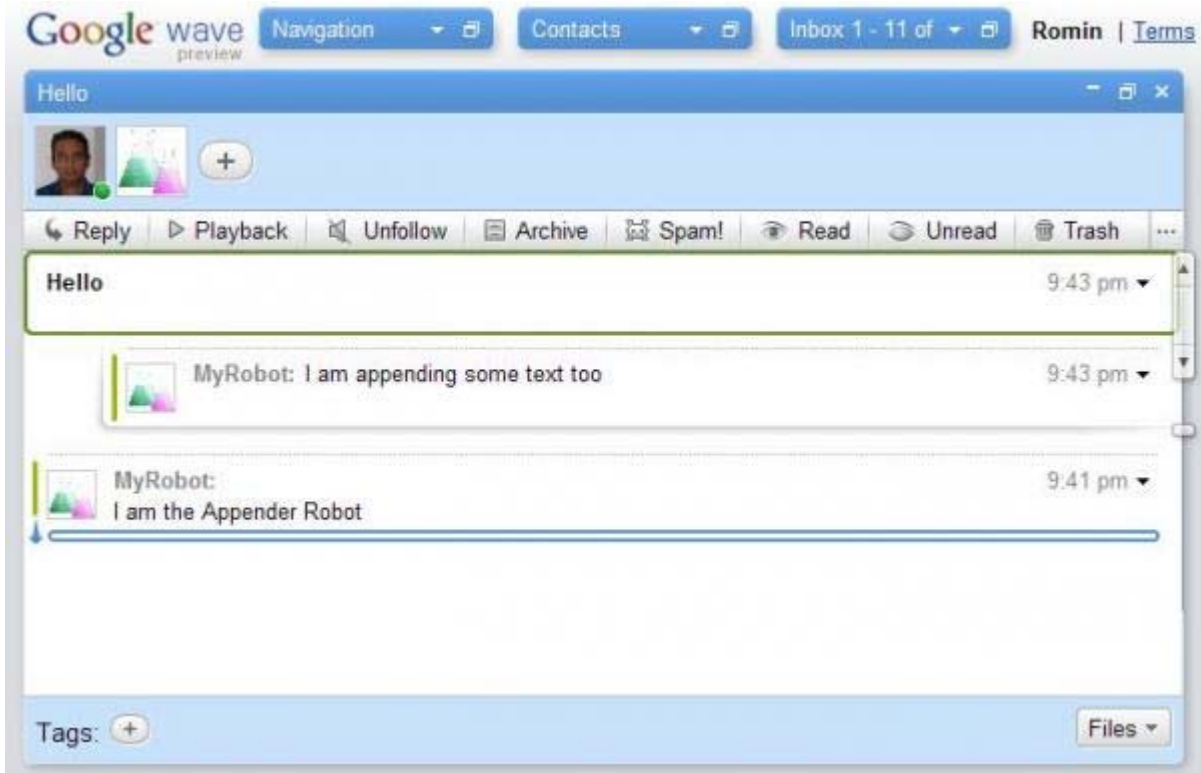 Google wave Navigation Contacts Inbox 1 - 11 of Romin | Terms
preview
Hello
Reply Playback Unfollow Archive Spam! Read Unread Trash ...
Hello 9:43 pm
MyRobot: I am appending some text too 9:43 pm
MyRobot: 9:41 pm
I am the Appender Robot
Tags: Files